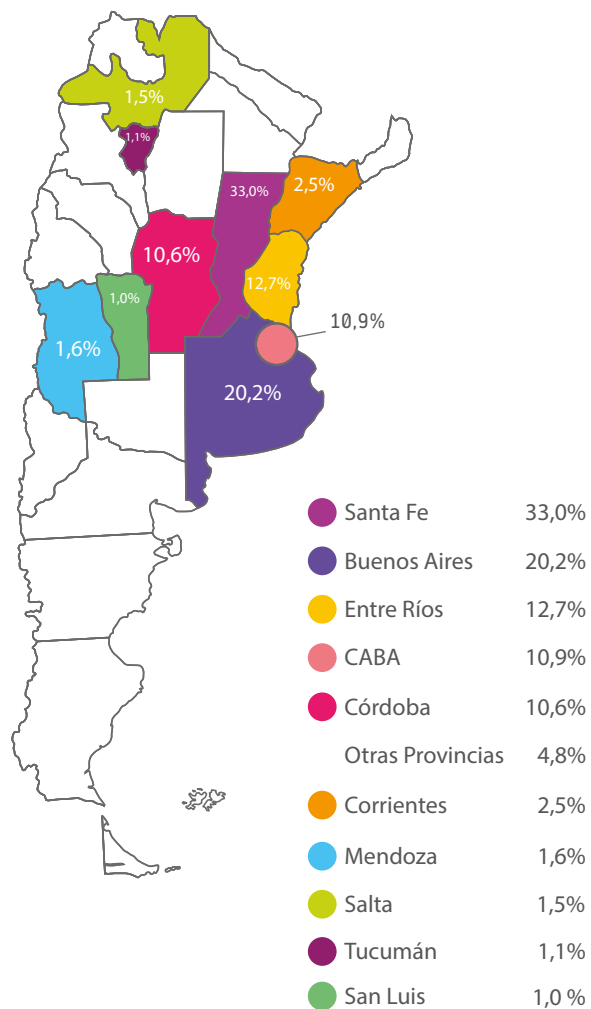 1,5%
1,1%
33,0%
2,5%
10,6%
12,7%
1,0%
10,9%
1,6%
20,2%
Santa Fe 33,0%
Buenos Aires 20,2%
Entre Ríos 12,7%
CABA 10,9%
Córdoba 10,6%
Otras Provincias 4,8%
Corrientes 2,5%
Mendoza 1,6%
Salta 1,5%
Tucumán 1,1%
San Luis 1,0 %